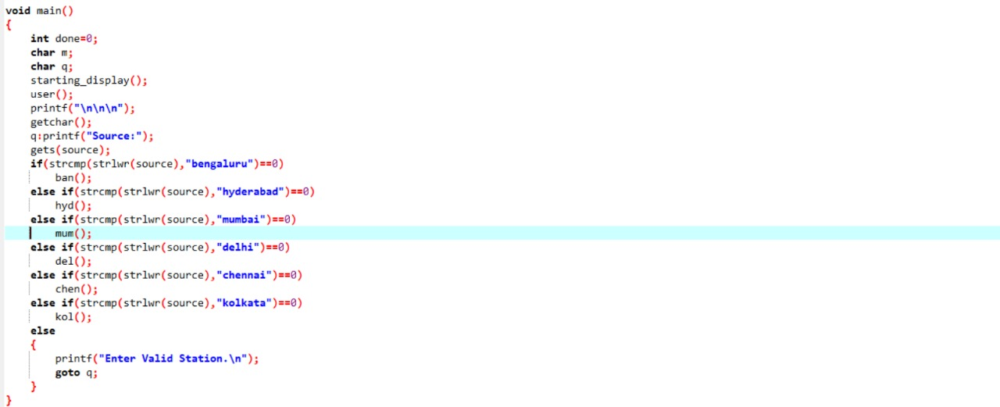 void main()
{
    int done=0;
    char m;
    char q;
    starting_display();
    user();
    printf("\n\n\n");
    getchar();
    q:printf("Source:");
    gets(source);
    if(strcmp(strlwr(source),"bengaluru")==0)
        ban();
    else if(strcmp(strlwr(source),"hyderabad")==0)
        hyd();
    else if(strcmp(strlwr(source),"mumbai")==0)
        mum();
    else if(strcmp(strlwr(source),"delhi")==0)
        del();
    else if(strcmp(strlwr(source),"chennai")==0)
        chen();
    else if(strcmp(strlwr(source),"kolkata")==0)
        kol();
    else
    {
        printf("Enter Valid Station.\n");
        goto q;
    }
}